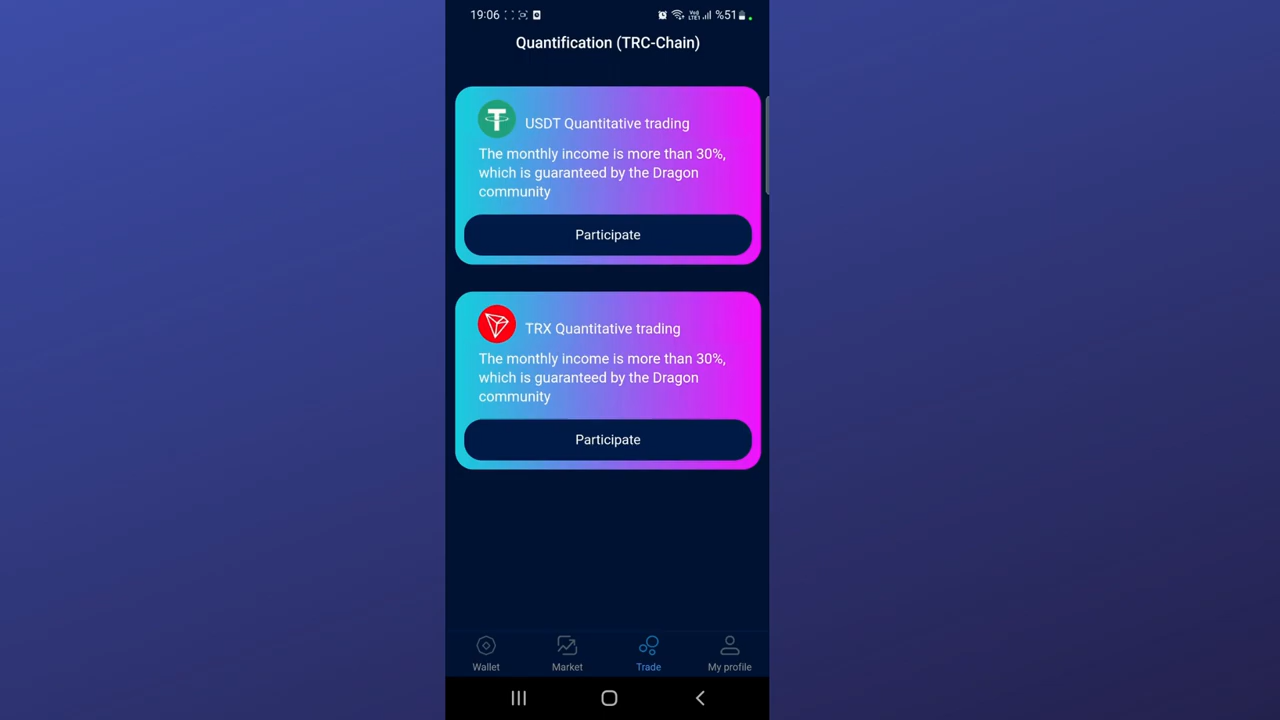 19:06 %51
Quantification (TRC-Chain)
USDT Quantitative trading
The monthly income is more than 30%,
which is guaranteed by the Dragon
community
Participate
TRX Quantitative trading
The monthly income is more than 30%,
which is guaranteed by the Dragon
community
Participate
Wallet Market Trade My profile